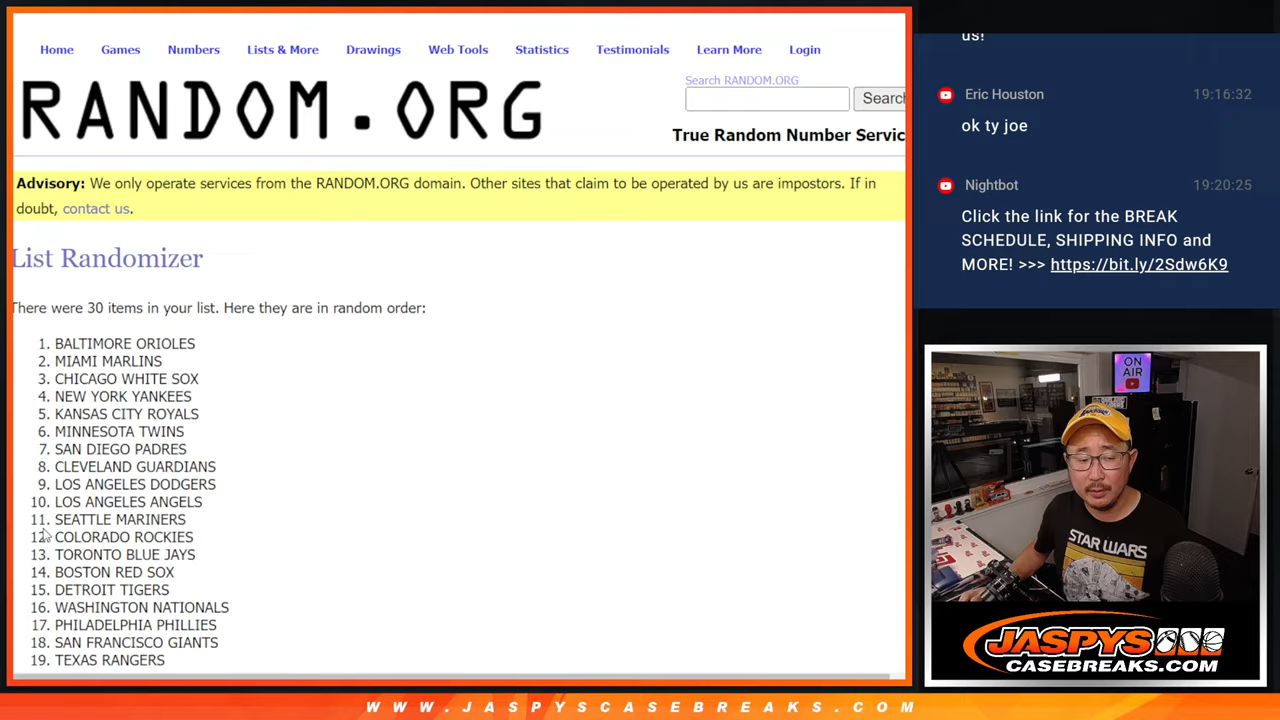 Home Games Numbers Lists & More Drawings Web Tools Statistics Testimonials Learn More Login
RANDOM.ORG
Search RANDOM.ORG
Search
True Random Number Servic
Advisory: We only operate services from the RANDOM.ORG domain. Other sites that claim to be operated by us are impostors. If in
doubt, contact us.
List Randomizer
There were 30 items in your list. Here they are in random order:
1. BALTIMORE ORIOLES
2. MIAMI MARLINS
3. CHICAGO WHITE SOX
4. NEW YORK YANKEES
5. KANSAS CITY ROYALS
6. MINNESOTA TWINS
7. SAN DIEGO PADRES
8. CLEVELAND GUARDIANS
9. LOS ANGELES DODGERS
10. LOS ANGELES ANGELS
11. SEATTLE MARINERS
12. COLORADO ROCKIES
13. TORONTO BLUE JAYS
14. BOSTON RED SOX
15. DETROIT TIGERS
16. WASHINGTON NATIONALS
17. PHILADELPHIA PHILLIES
18. SAN FRANCISCO GIANTS
19. TEXAS RANGERS
us!
Eric Houston 19:16:32
ok ty joe
Nightbot 19:20:25
Click the link for the BREAK
SCHEDULE, SHIPPING INFO and
MORE! >>> https://bit.ly/2Sdw6K9
ON
AIR
STAR WARS
JASPYS
CASEBREAKS.COM
WWW.JASPYSCASEBREAKS.COM